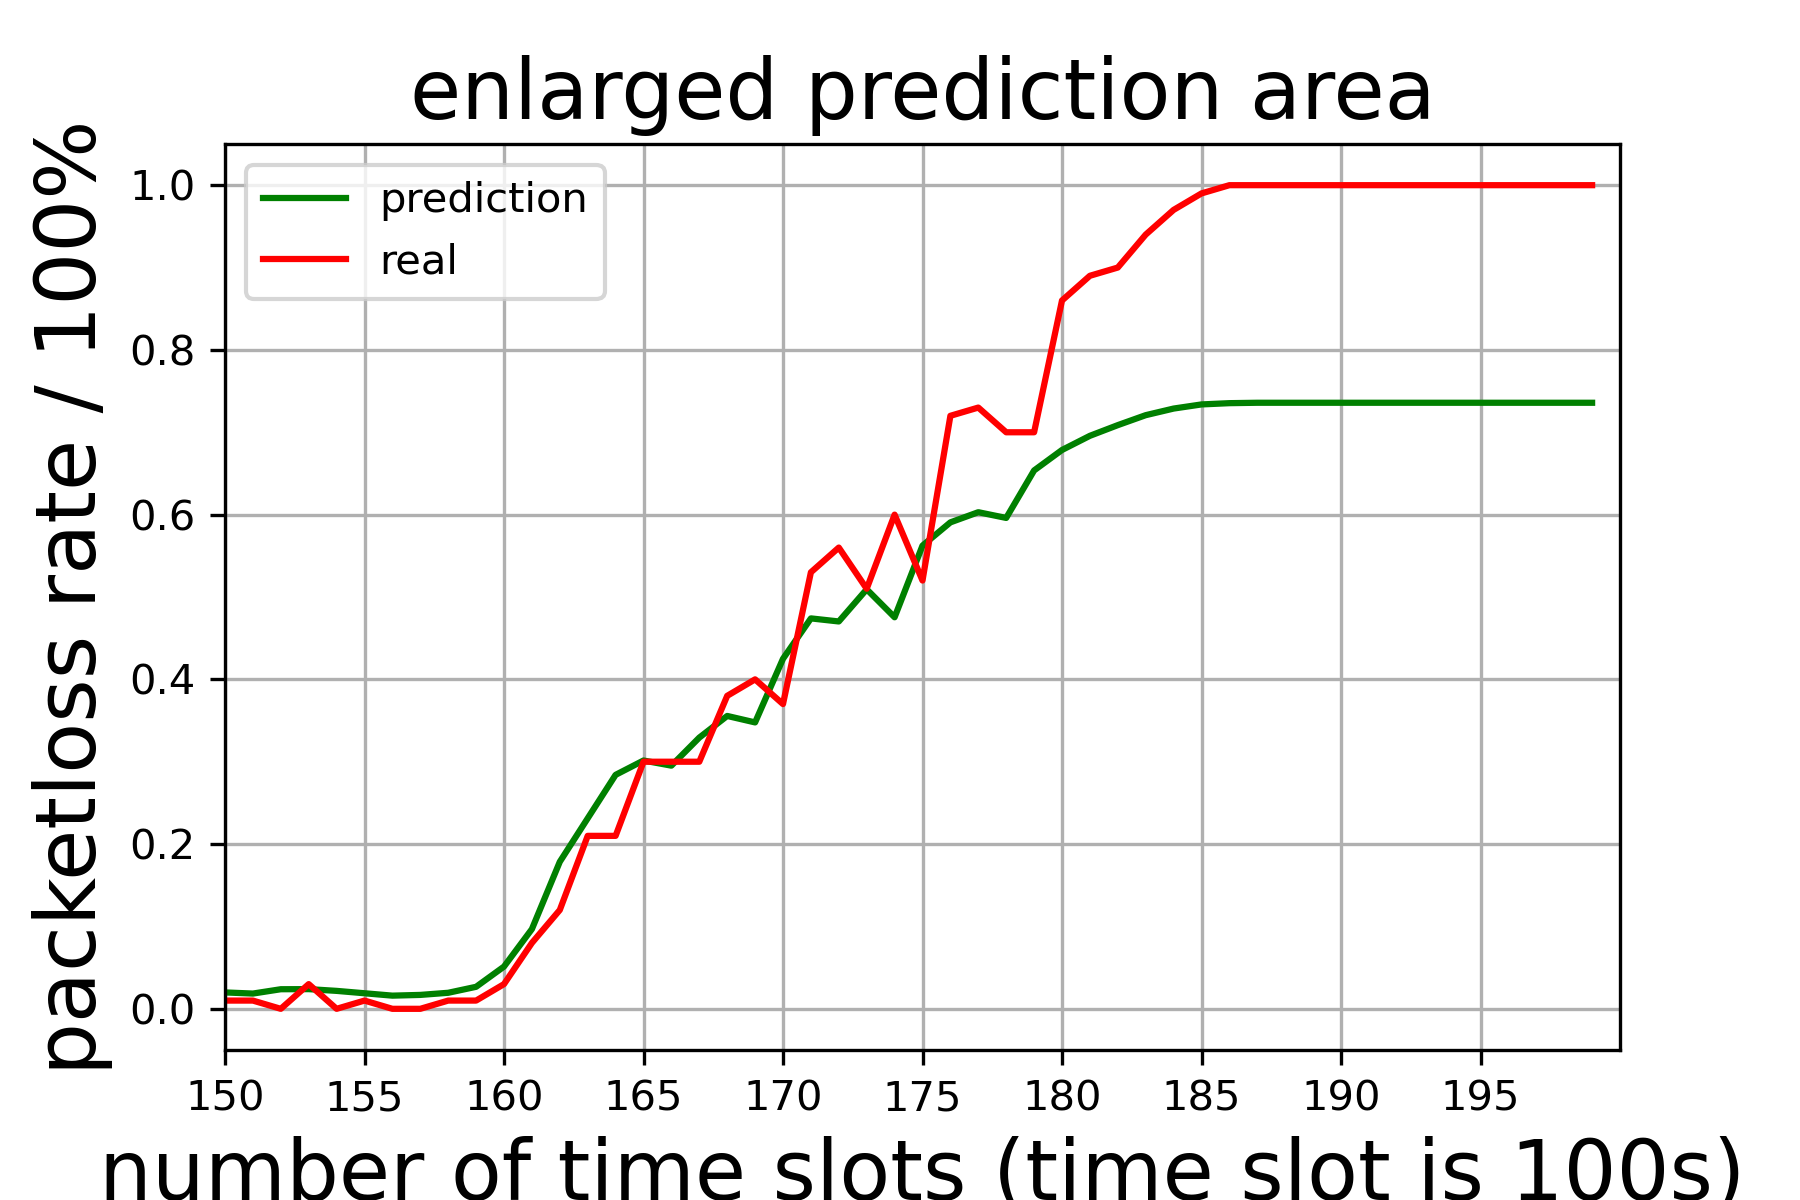 enlarged prediction area
packetloss rate / 100%
1.0
0.8
0.6
0.4
0.2
0.0
prediction
real
150 155 160 165 170 175 180 185 190 195
number of time slots (time slot is 100s)